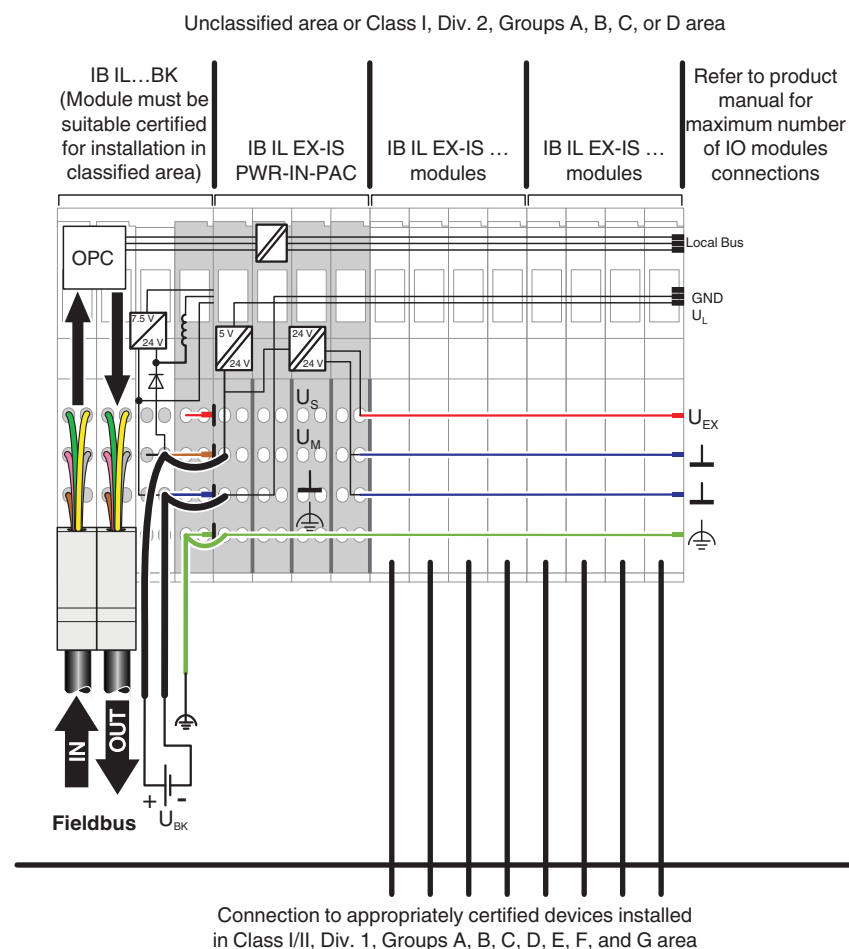 Unclassified area or Class I, Div. 2, Groups A, B, C, or D area
IB IL…BK
(Module must be
suitable certified
for installation in
classified area)
IB IL EX-IS
PWR-IN-PAC
IB IL EX-IS …
modules
IB IL EX-IS …
modules
Refer to product
manual for
maximum number
of IO modules
connections
OPC
Local Bus
GND
UL
7.5 V
24 V
5 V
24 V
24 V
24 V
US
UM
UEX
IN
OUT
+ -
UBK
Fieldbus
Connection to appropriately certified devices installed
in Class I/II, Div. 1, Groups A, B, C, D, E, F, and G area